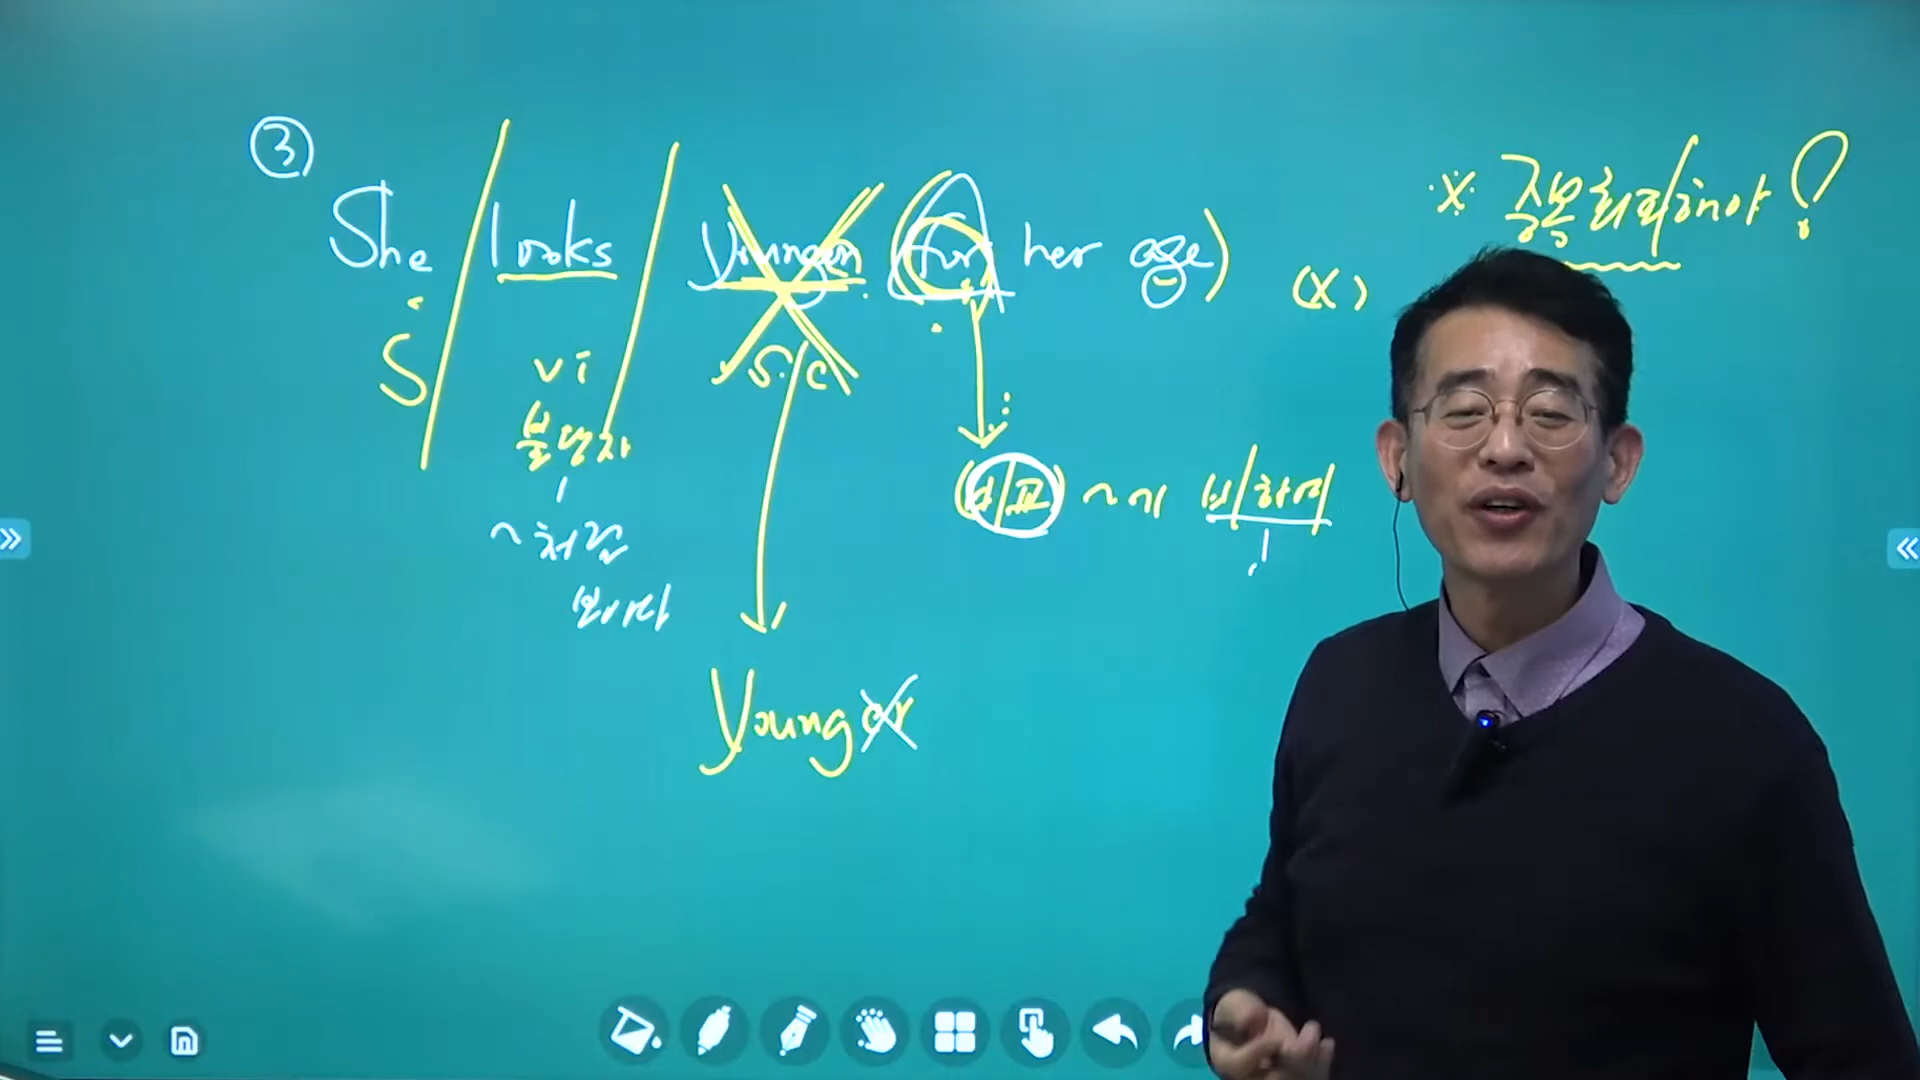 ③
She looks younger (for her age) (X)
※ 중복 회피해야!
S
vi
S.C
불완자
~처럼
보이다
(비교) ~에 비하여
Younger